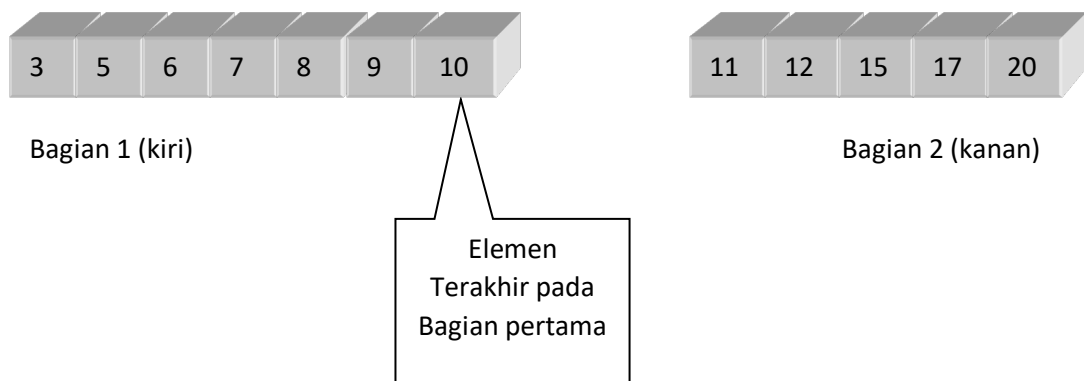 3 5 6 7 8 9 10 11 12 15 17 20
Bagian 1 (kiri) Bagian 2 (kanan)
Elemen
Terakhir pada
Bagian pertama